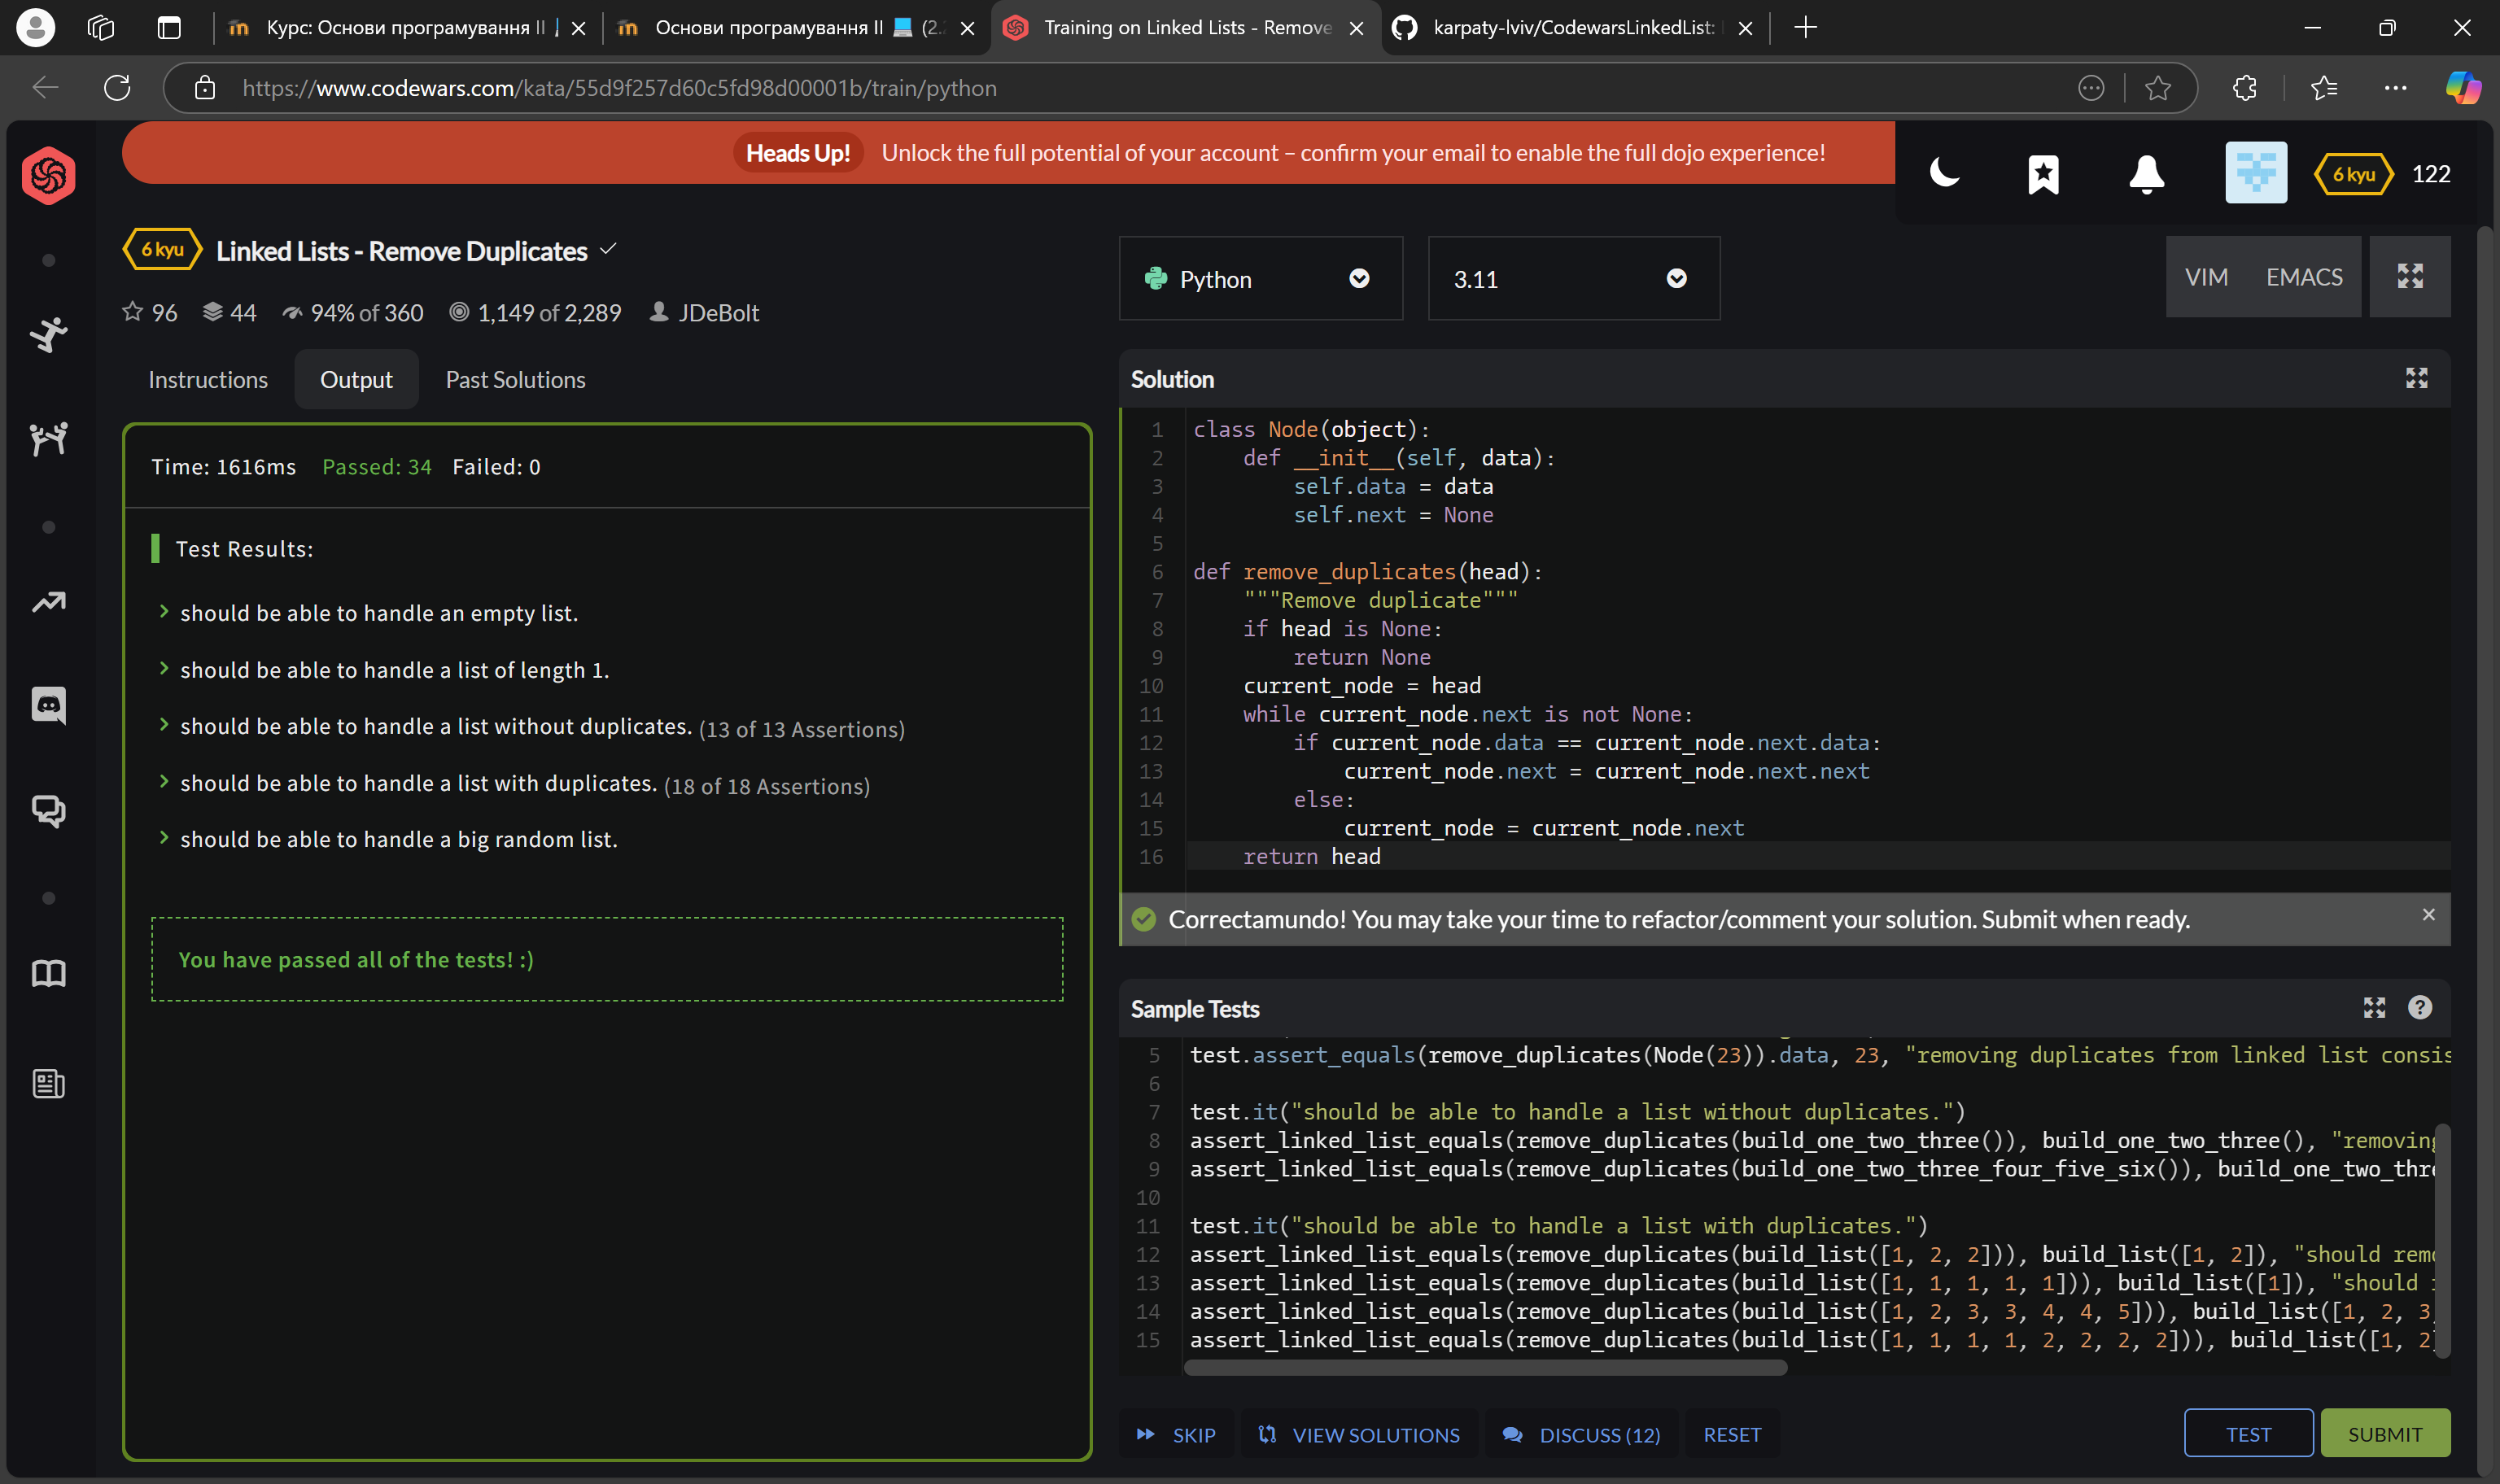 Курс: Основи програмування ІІ
Основи програмування ІІ 💻 (2.
Training on Linked Lists - Remove
karpaty-lviv/CodewarsLinkedList:
https://www.codewars.com/kata/55d9f257d60c5fd98d00001b/train/python
Heads Up! Unlock the full potential of your account – confirm your email to enable the full dojo experience!
6 kyu 122
6 kyu Linked Lists - Remove Duplicates
96 44 94% of 360 1,149 of 2,289 JDeBolt
Python
3.11
VIM EMACS
Instructions Output Past Solutions
Time: 1616ms Passed: 34 Failed: 0
Test Results:
should be able to handle an empty list.
should be able to handle a list of length 1.
should be able to handle a list without duplicates. (13 of 13 Assertions)
should be able to handle a list with duplicates. (18 of 18 Assertions)
should be able to handle a big random list.
You have passed all of the tests! :)
Solution
1 class Node(object):
2     def __init__(self, data):
3         self.data = data
4         self.next = None
5
6 def remove_duplicates(head):
7     """Remove duplicate"""
8     if head is None:
9         return None
10     current_node = head
11     while current_node.next is not None:
12         if current_node.data == current_node.next.data:
13             current_node.next = current_node.next.next
14         else:
15             current_node = current_node.next
16     return head
Correctamundo! You may take your time to refactor/comment your solution. Submit when ready.
Sample Tests
5 test.assert_equals(remove_duplicates(Node(23)).data, 23, "removing duplicates from linked list consis
6
7 test.it("should be able to handle a list without duplicates.")
8 assert_linked_list_equals(remove_duplicates(build_one_two_three()), build_one_two_three(), "removing
9 assert_linked_list_equals(remove_duplicates(build_one_two_three_four_five_six()), build_one_two_thre
10
11 test.it("should be able to handle a list with duplicates.")
12 assert_linked_list_equals(remove_duplicates(build_list([1, 2, 2])), build_list([1, 2]), "should remo
13 assert_linked_list_equals(remove_duplicates(build_list([1, 1, 1, 1, 1])), build_list([1]), "should
14 assert_linked_list_equals(remove_duplicates(build_list([1, 2, 3, 3, 4, 4, 5])), build_list([1, 2, 3
15 assert_linked_list_equals(remove_duplicates(build_list([1, 1, 1, 1, 2, 2, 2, 2])), build_list([1, 2]
SKIP VIEW SOLUTIONS DISCUSS (12) RESET
TEST SUBMIT